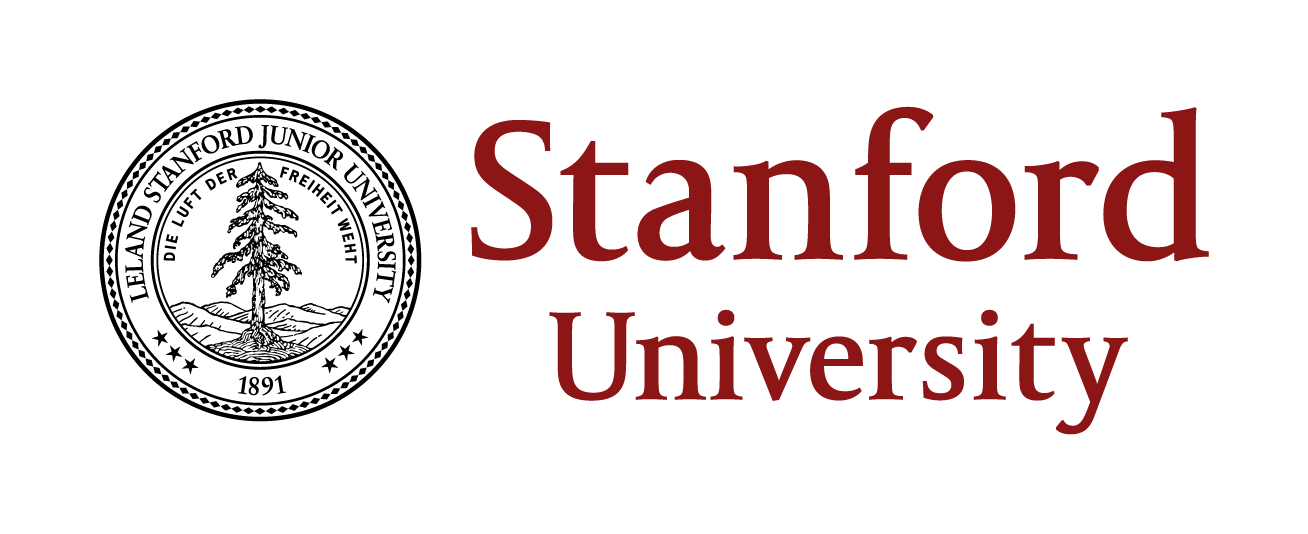 LELAND STANFORD JUNIOR UNIVERSITY
DIE LUFT DER FREIHEIT WEHT
1891
Stanford
University